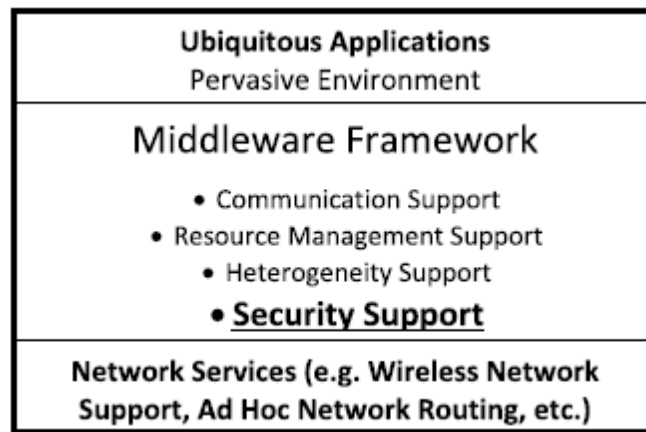 Ubiquitous Applications
Pervasive Environment
Middleware Framework
• Communication Support
• Resource Management Support
• Heterogeneity Support
• Security Support
Network Services (e.g. Wireless Network
Support, Ad Hoc Network Routing, etc.)